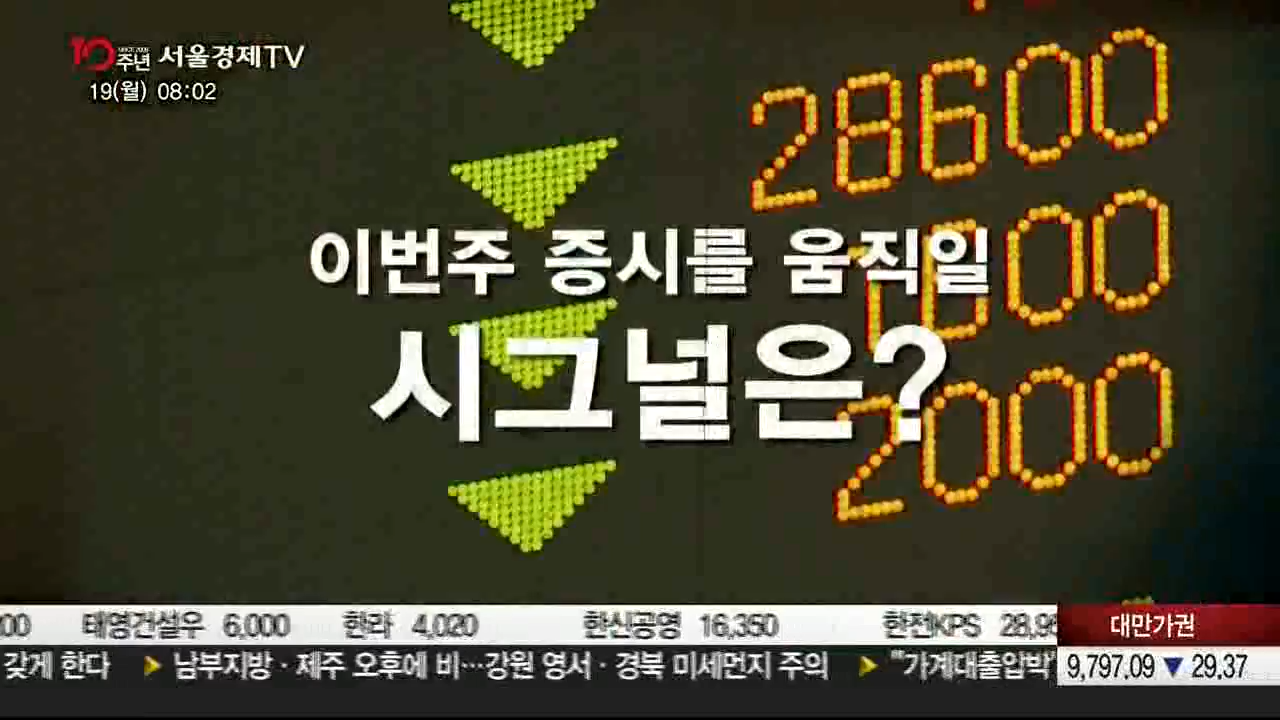 10주년 서울경제TV
19(월) 08:02
28600
1600
2000
이번주 증시를 움직일
시그널은?
00 태영건설우 6,000 한라 4,020 한신공영 16,350 한전KPS 28,95
대만가권
갖게 한다 남부지방·제주 오후에 비…강원 영서·경북 미세먼지 주의 "'가계대출압박'
9,797.09 ▼ 29.37